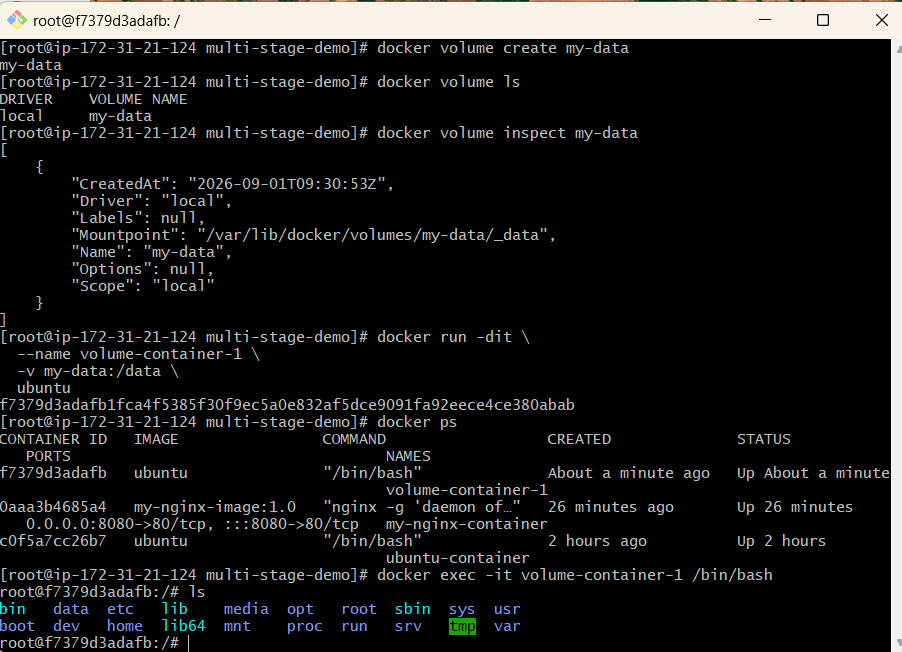 root@f7379d3adafb: /
[root@ip-172-31-21-124 multi-stage-demo]# docker volume create my-data
my-data
[root@ip-172-31-21-124 multi-stage-demo]# docker volume ls
DRIVER    VOLUME NAME
local     my-data
[root@ip-172-31-21-124 multi-stage-demo]# docker volume inspect my-data
[
    {
        "CreatedAt": "2026-09-01T09:30:53Z",
        "Driver": "local",
        "Labels": null,
        "Mountpoint": "/var/lib/docker/volumes/my-data/_data",
        "Name": "my-data",
        "Options": null,
        "Scope": "local"
    }
]
[root@ip-172-31-21-124 multi-stage-demo]# docker run -dit \
  --name volume-container-1 \
  -v my-data:/data \
  ubuntu
f7379d3adafb1fca4f5385f30f9ec5a0e832af5dce9091fa92eece4ce380abab
[root@ip-172-31-21-124 multi-stage-demo]# docker ps
CONTAINER ID   IMAGE                COMMAND                  CREATED              STATUS
   PORTS                                   NAMES
f7379d3adafb   ubuntu               "/bin/bash"              About a minute ago   Up About a minute
                                           volume-container-1
0aaa3b4685a4   my-nginx-image:1.0   "nginx -g 'daemon of…"   26 minutes ago       Up 26 minutes
   0.0.0.0:8080->80/tcp, :::8080->80/tcp   my-nginx-container
c0f5a7cc26b7   ubuntu               "/bin/bash"              2 hours ago          Up 2 hours
                                           ubuntu-container
[root@ip-172-31-21-124 multi-stage-demo]# docker exec -it volume-container-1 /bin/bash
root@f7379d3adafb:/# ls
bin   data  etc   lib    media  opt   root  sbin  sys  usr
boot  dev   home  lib64  mnt    proc  run   srv   tmp  var
root@f7379d3adafb:/#